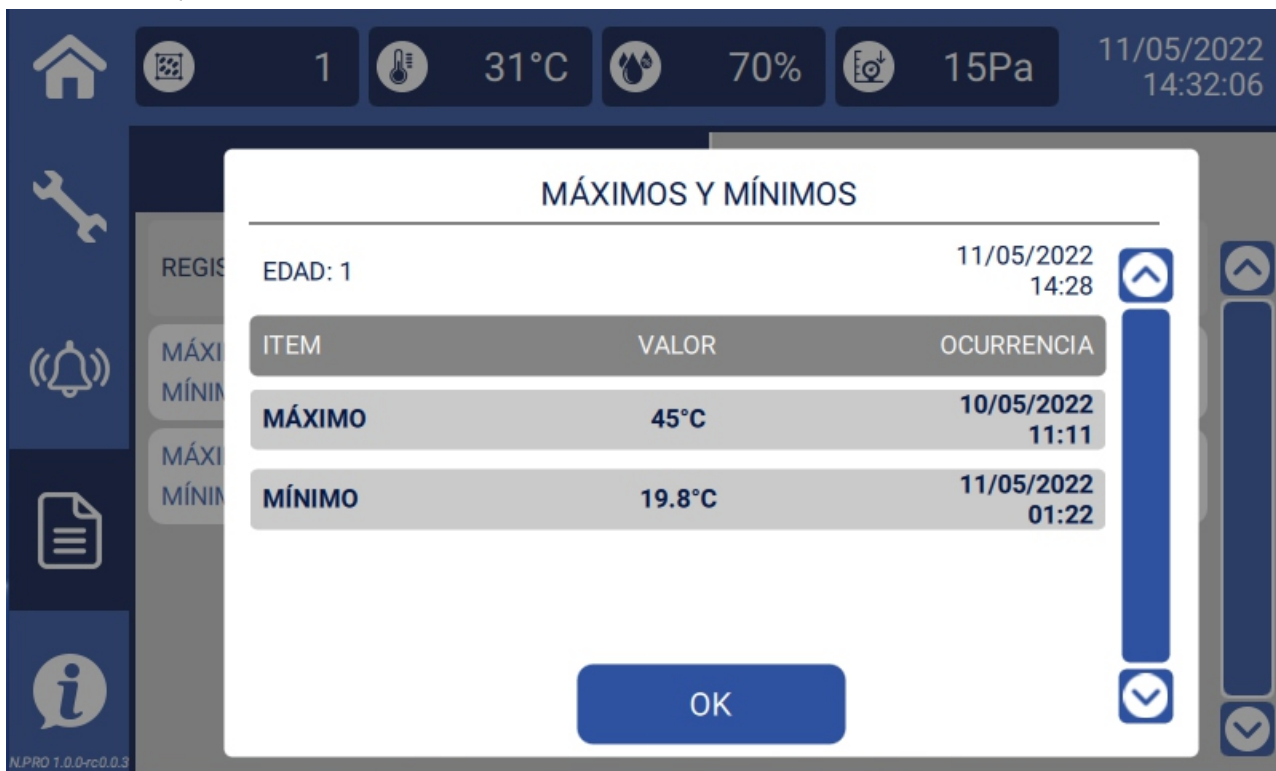 1
31°C
70%
15Pa
11/05/2022
14:32:06
MÁXIMOS Y MÍNIMOS
EDAD: 1
11/05/2022
14:28
ITEM VALOR OCURRENCIA
MÁXIMO 45°C 10/05/2022
11:11
MÍNIMO 19.8°C 11/05/2022
01:22
OK
N.PRO 1.0.0-rc0.0.3